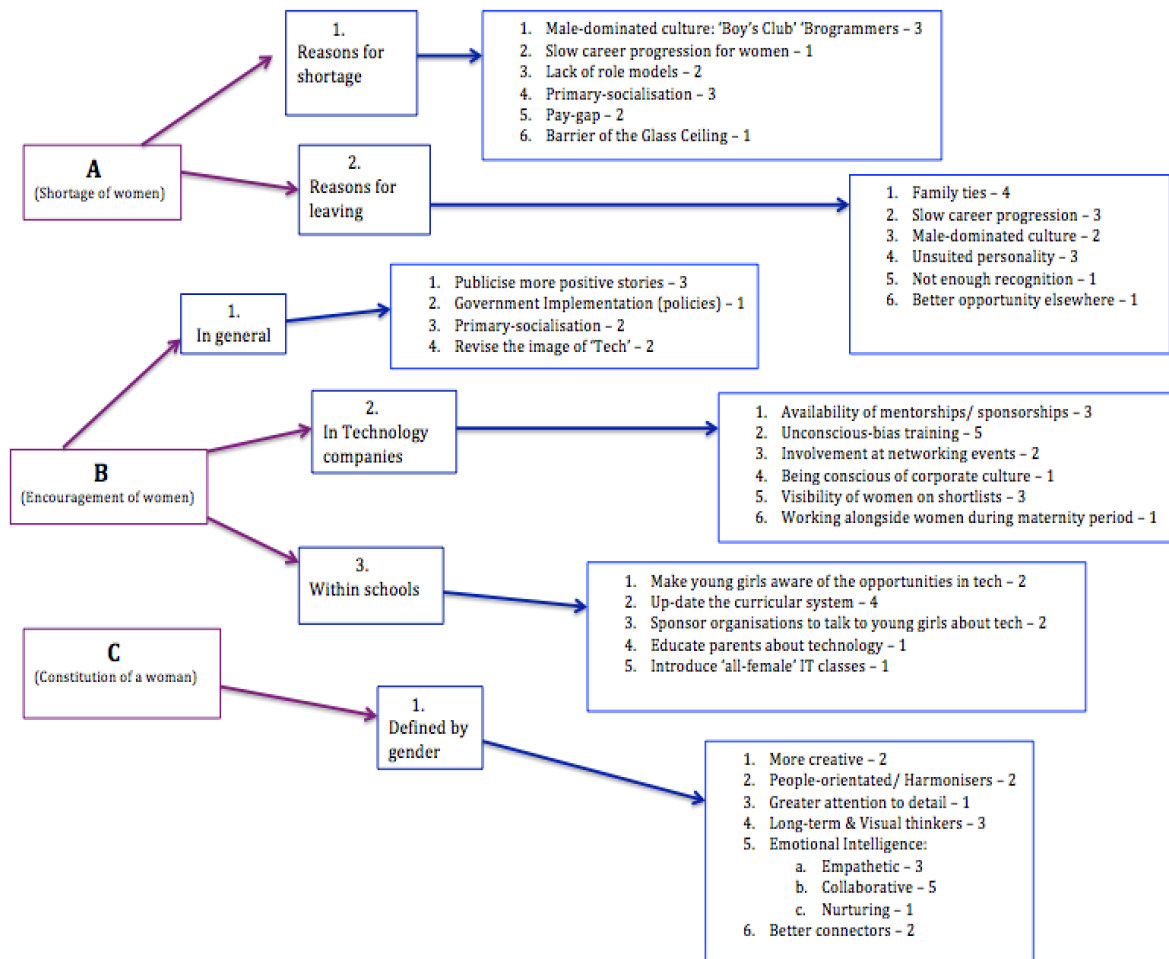 1.
Reasons for
shortage
1. Male-dominated culture: ‘Boy’s Club’ ‘Brogrammers – 3
2. Slow career progression for women – 1
3. Lack of role models – 2
4. Primary-socialisation – 3
5. Pay-gap – 2
6. Barrier of the Glass Ceiling – 1
A
(Shortage of women)
2.
Reasons for
leaving
1. Family ties – 4
2. Slow career progression – 3
3. Male-dominated culture – 2
4. Unsuited personality – 3
5. Not enough recognition – 1
6. Better opportunity elsewhere – 1
1.
In general
1. Publicise more positive stories – 3
2. Government Implementation (policies) – 1
3. Primary-socialisation – 2
4. Revise the image of ‘Tech’ – 2
2.
In Technology
companies
1. Availability of mentorships/ sponsorships – 3
2. Unconscious-bias training – 5
3. Involvement at networking events – 2
4. Being conscious of corporate culture – 1
5. Visibility of women on shortlists – 3
6. Working alongside women during maternity period – 1
B
(Encouragement of women)
3.
Within schools
1. Make young girls aware of the opportunities in tech – 2
2. Up-date the curricular system – 4
3. Sponsor organisations to talk to young girls about tech – 2
4. Educate parents about technology – 1
5. Introduce ‘all-female’ IT classes – 1
C
(Constitution of a woman)
1.
Defined by
gender
1. More creative – 2
2. People-orientated/ Harmonisers – 2
3. Greater attention to detail – 1
4. Long-term & Visual thinkers – 3
5. Emotional Intelligence:
a. Empathetic – 3
b. Collaborative – 5
c. Nurturing – 1
6. Better connectors – 2